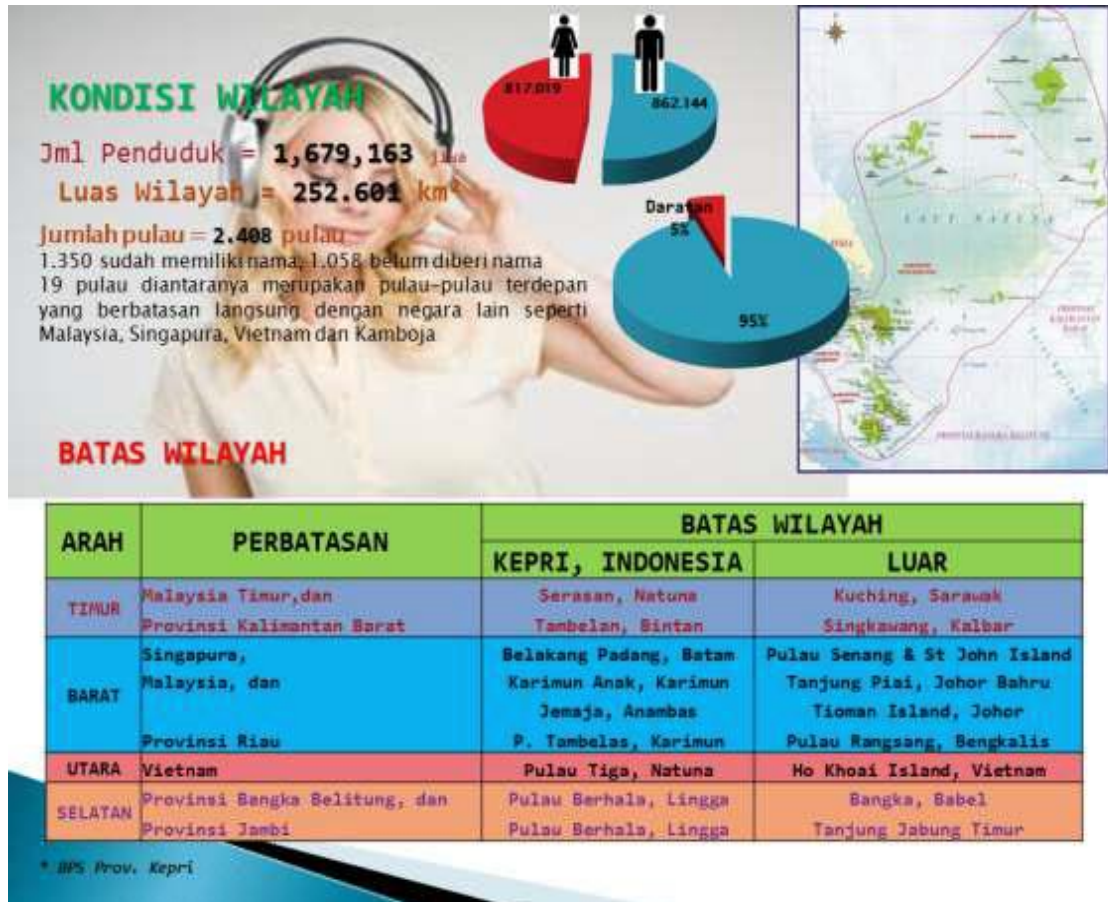 KONDISI WILAYAH
Jml Penduduk = 1,679,163 jiwa
Luas Wilayah = 252.601 km²
Jumlah pulau = 2.408 pulau
1.350 sudah memiliki nama, 1.058 belum diberi nama
19 pulau diantaranya merupakan pulau-pulau terdepan
yang berbatasan langsung dengan negara lain seperti
Malaysia, Singapura, Vietnam dan Kamboja
817.019
862.144
Daratan
5%
95%
LAUT NATUNA
BATAS WILAYAH
ARAH PERBATASAN BATAS WILAYAH
KEPRI, INDONESIA LUAR
TIMUR Malaysia Timur,dan Serasan, Natuna Kuching, Sarawak
Provinsi Kalimantan Barat Tambelan, Bintan Singkawang, Kalbar
BARAT Singapura, Belakang Padang, Batam Pulau Senang & St John Island
Malaysia, dan Karimun Anak, Karimun Tanjung Piai, Johor Bahru
Jemaja, Anambas Tioman Island, Johor
Provinsi Riau P. Tambelas, Karimun Pulau Rangsang, Bengkalis
UTARA Vietnam Pulau Tiga, Natuna Ho Khoai Island, Vietnam
SELATAN Provinsi Bangka Belitung, dan Pulau Berhala, Lingga Bangka, Babel
Provinsi Jambi Pulau Berhala, Lingga Tanjung Jabung Timur
* BPS Prov. Kepri